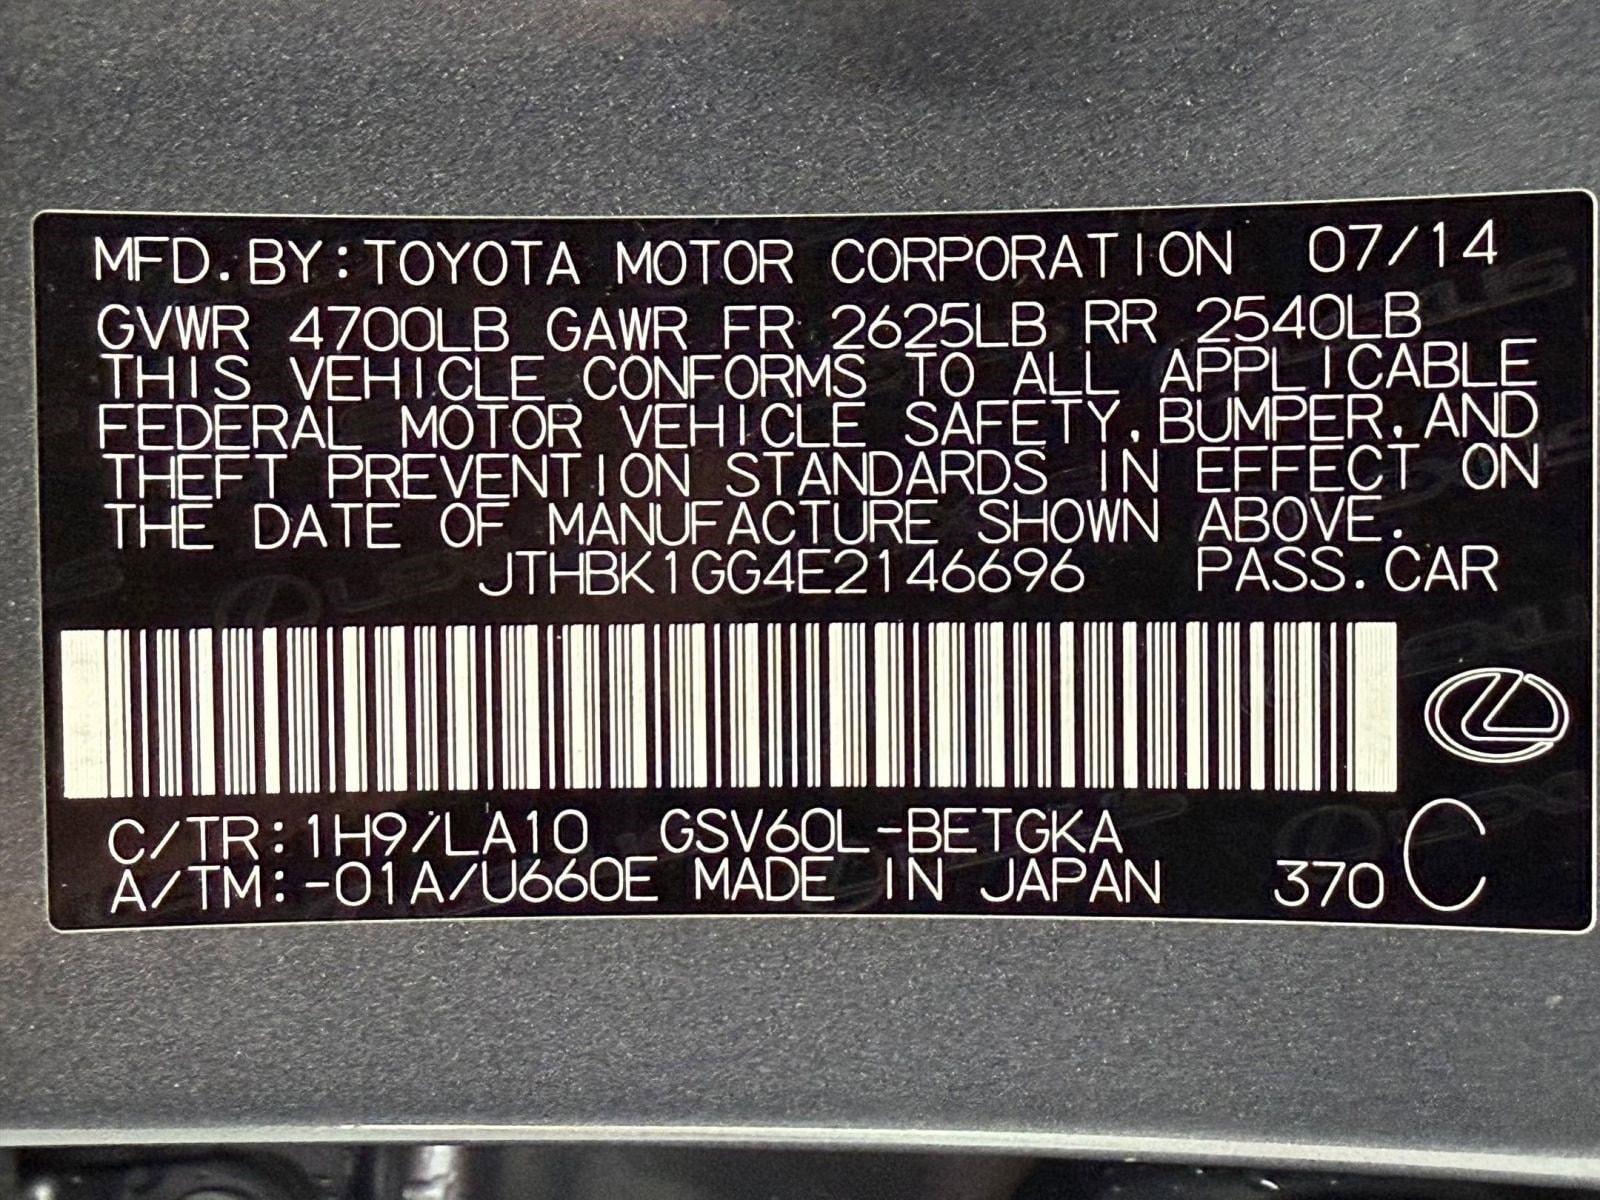 MFD.BY:TOYOTA MOTOR CORPORATION 07/14
GVWR 4700LB GAWR FR 2625LB RR 2540LB
THIS VEHICLE CONFORMS TO ALL APPLICABLE
FEDERAL MOTOR VEHICLE SAFETY,BUMPER,AND
THEFT PREVENTION STANDARDS IN EFFECT ON
THE DATE OF MANUFACTURE SHOWN ABOVE.
JTHBK1GG4E2146696 PASS.CAR
C/TR:1H9/LA10 GSV60L-BETGKA
A/TM:-01A/U660E MADE IN JAPAN 370 C